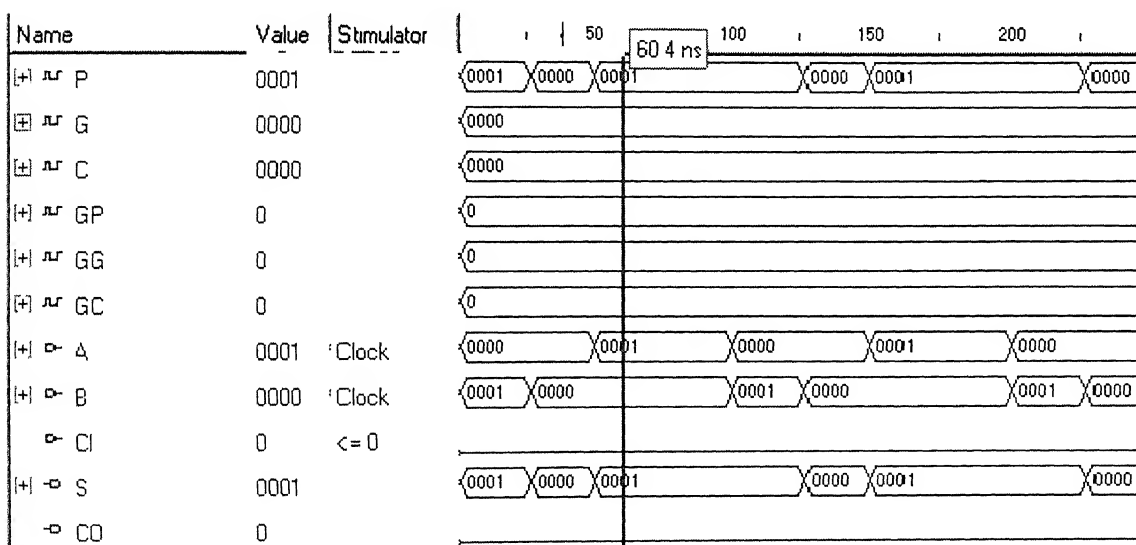 Name Value Stimulator 50 100 150 200
60.4 ns
P 0001 0001 0000 0001 0000 0001 0000
G 0000 0000
C 0000 0000
GP 0 0
GG 0 0
GC 0 0
A 0001 Clock 0000 0001 0000 0001 0000
B 0000 Clock 0001 0000 0001 0000 0001 0000
CI 0 <= 0
S 0001 0001 0000 0001 0000 0001 0000
CO 0